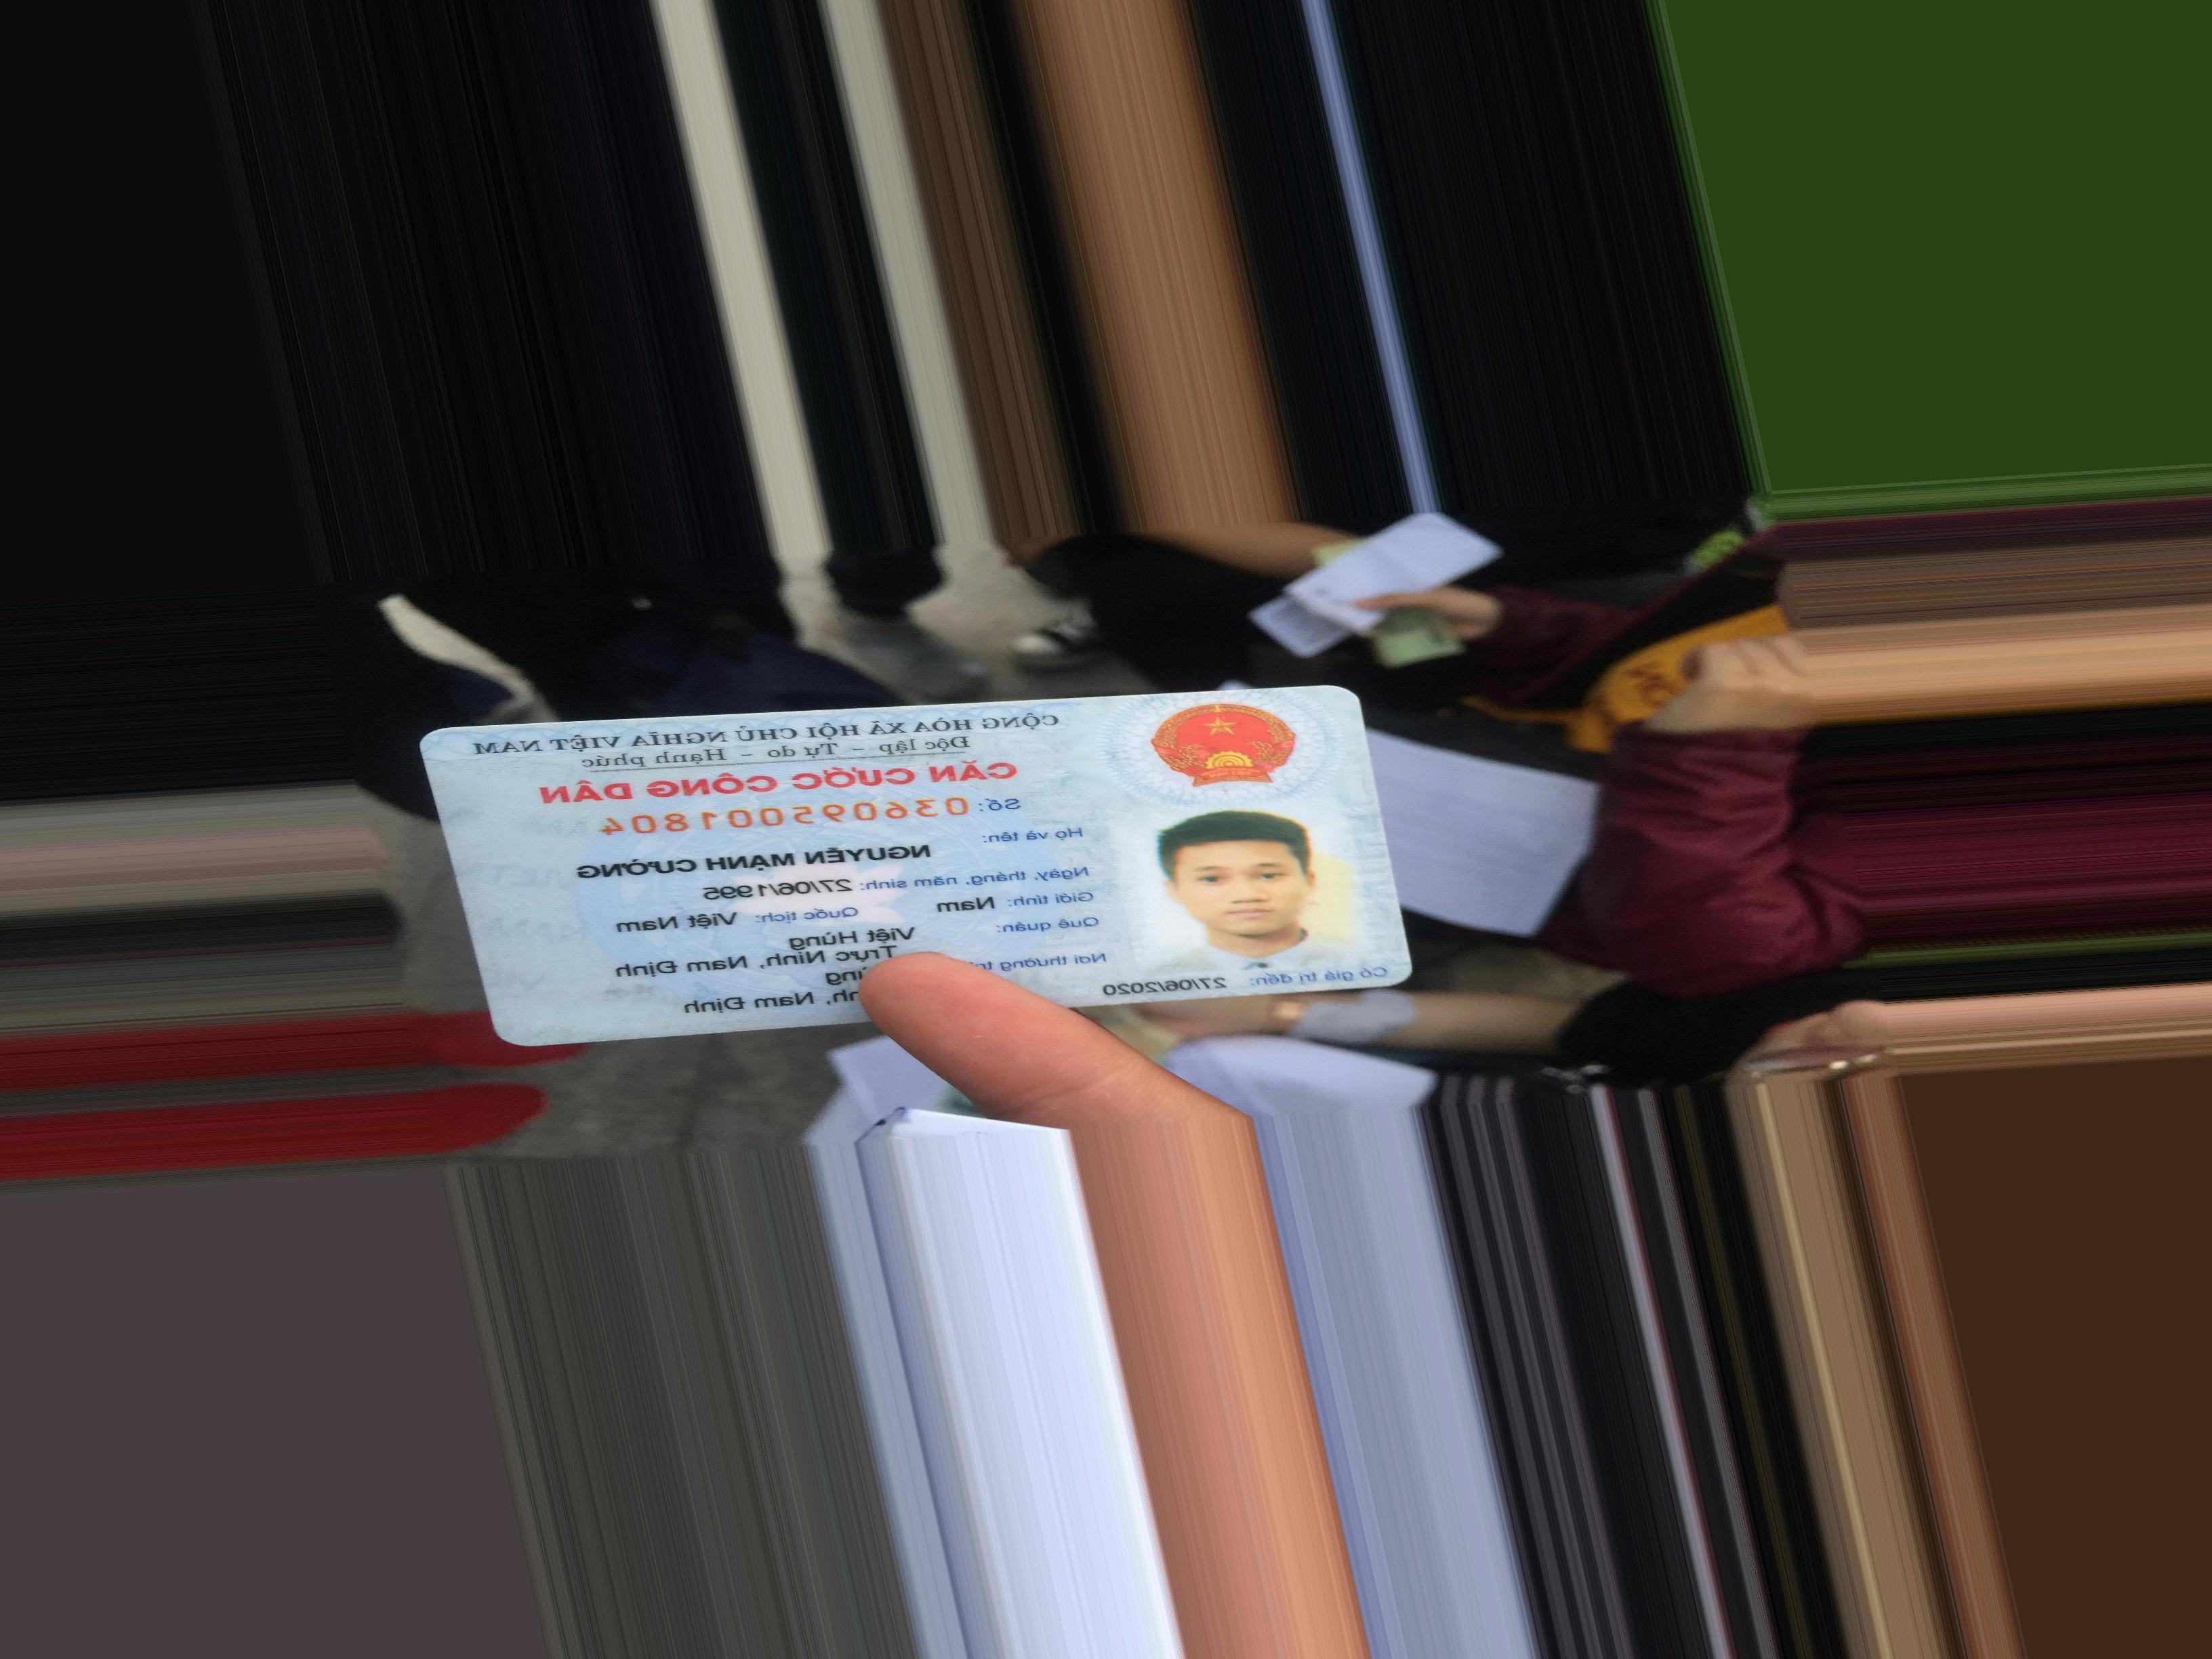 CỘNG HÒA XÃ HỘI CHỦ NGHĨA VIỆT NAM
Độc lập - Tự do - Hạnh phúc
CĂN CƯỚC CÔNG DÂN
Số: 036095001804
Họ và tên:
NGUYỄN MẠNH CƯỜNG
Ngày, tháng, năm sinh: 27/06/1995
Giới tính: Nam Quốc tịch: Việt Nam
Quê quán: Việt Hùng
Trực Ninh, Nam Định
Nơi thường
Nam Định
Có giá trị đến: 27/06/2020